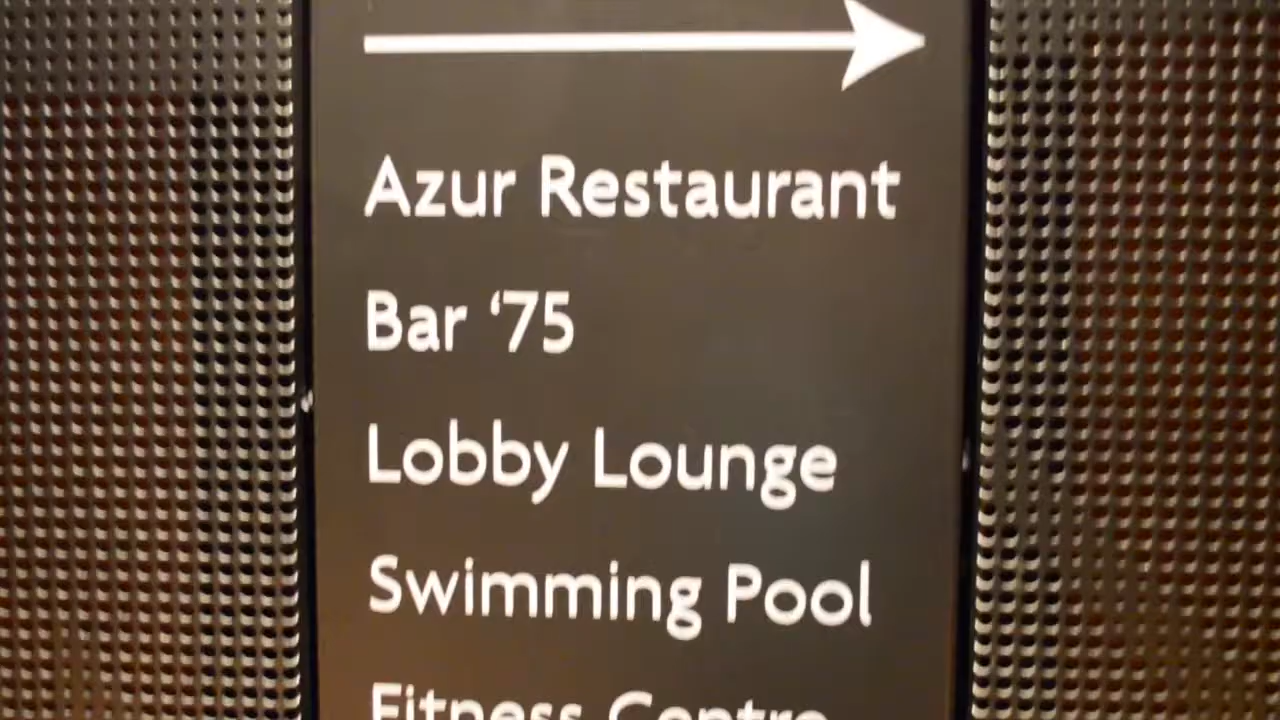 Azur Restaurant
Bar ‘75
Lobby Lounge
Swimming Pool
Fitness Centre